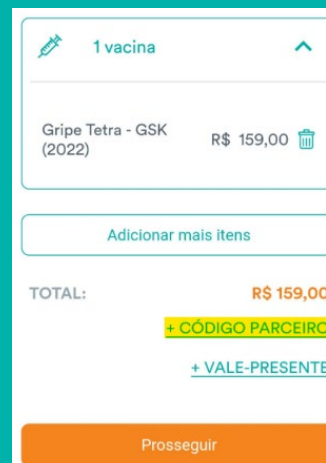 1 vacina
Gripe Tetra - GSK R$ 159,00
(2022)
Adicionar mais itens
TOTAL: R$ 159,00
+ CÓDIGO PARCEIRO
+ VALE-PRESENTE
Prosseguir